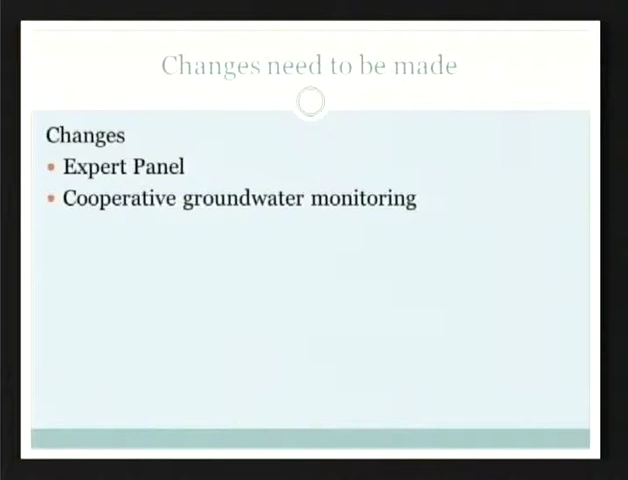 Changes need to be made
Changes
• Expert Panel
• Cooperative groundwater monitoring